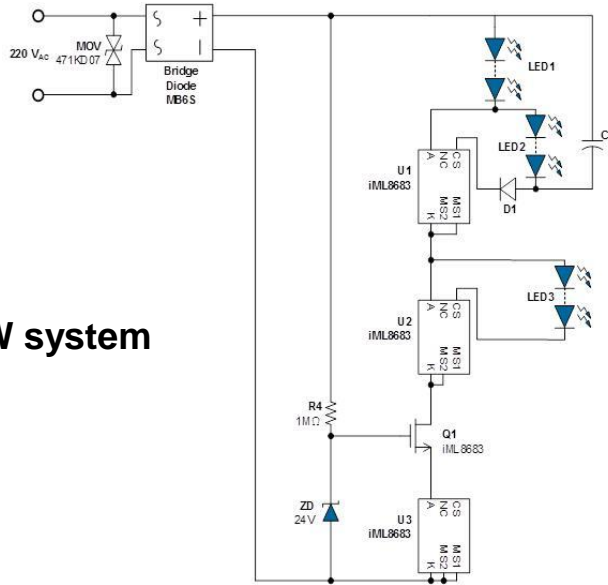 220 VAC
MOV
471KD07
Bridge
Diode
MB6S
LED1
LED2
C
U1
iML8683
A NC CS
K MS2 MS1
D1
LED3
U2
iML8683
A NC CS
K MS2 MS1
W system
R4
1MΩ
Q1
iML8683
ZD
24V
U3
iML8683
A NC CS
K MS2 MS1